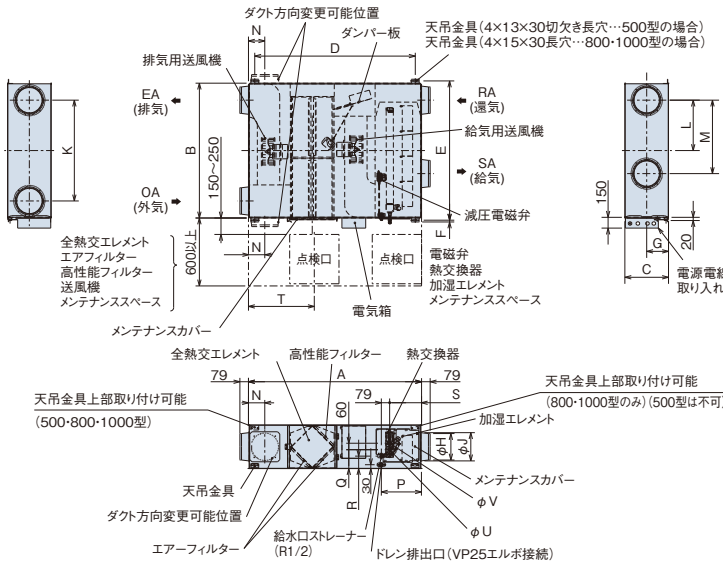 ダクト方向変更可能位置
ダンパー板
天吊金具(4×13×30切欠き長穴…500型の場合)
天吊金具(4×15×30長穴…800・1000型の場合)
N
D
排気用送風機
EA
(排気)
RA
(還気)
給気用送風機
K
B
E
L
M
150~250
SA
(給気)
OA
(外気)
減圧電磁弁
F
150
20
G
C
電源電線
取り入れ
600以上
N
全熱交エレメント
エアフィルター
高性能フィルター
送風機
メンテナンススペース
点検口
点検口
電磁弁
熱交換器
加湿エレメント
メンテナンススペース
T
電気箱
メンテナンスカバー
全熱交エレメント
高性能フィルター
熱交換器
79
A
79
N
60
79
S
天吊金具上部取り付け可能
(500・800・1000型)
天吊金具上部取り付け可能
(800・1000型のみ)(500型は不可)
加湿エレメント
φH
φJ
メンテナンスカバー
天吊金具
Q
R
30
P
φV
ダクト方向変更可能位置
φU
エアーフィルター
給水口ストレーナー
(R1/2)
ドレン排出口(VP25エルボ接続)